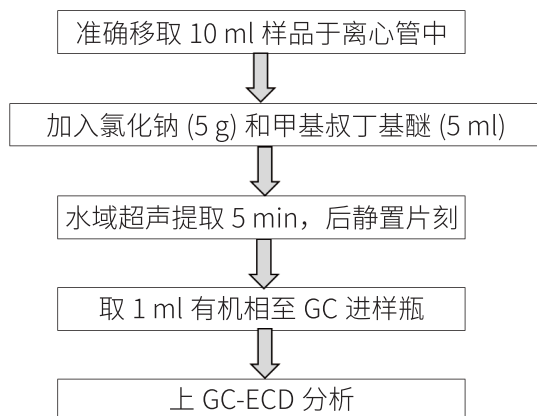 准确移取 10 ml 样品于离心管中
加入氯化钠 (5 g) 和甲基叔丁基醚 (5 ml)
水域超声提取 5 min，后静置片刻
取 1 ml 有机相至 GC 进样瓶
上 GC-ECD 分析